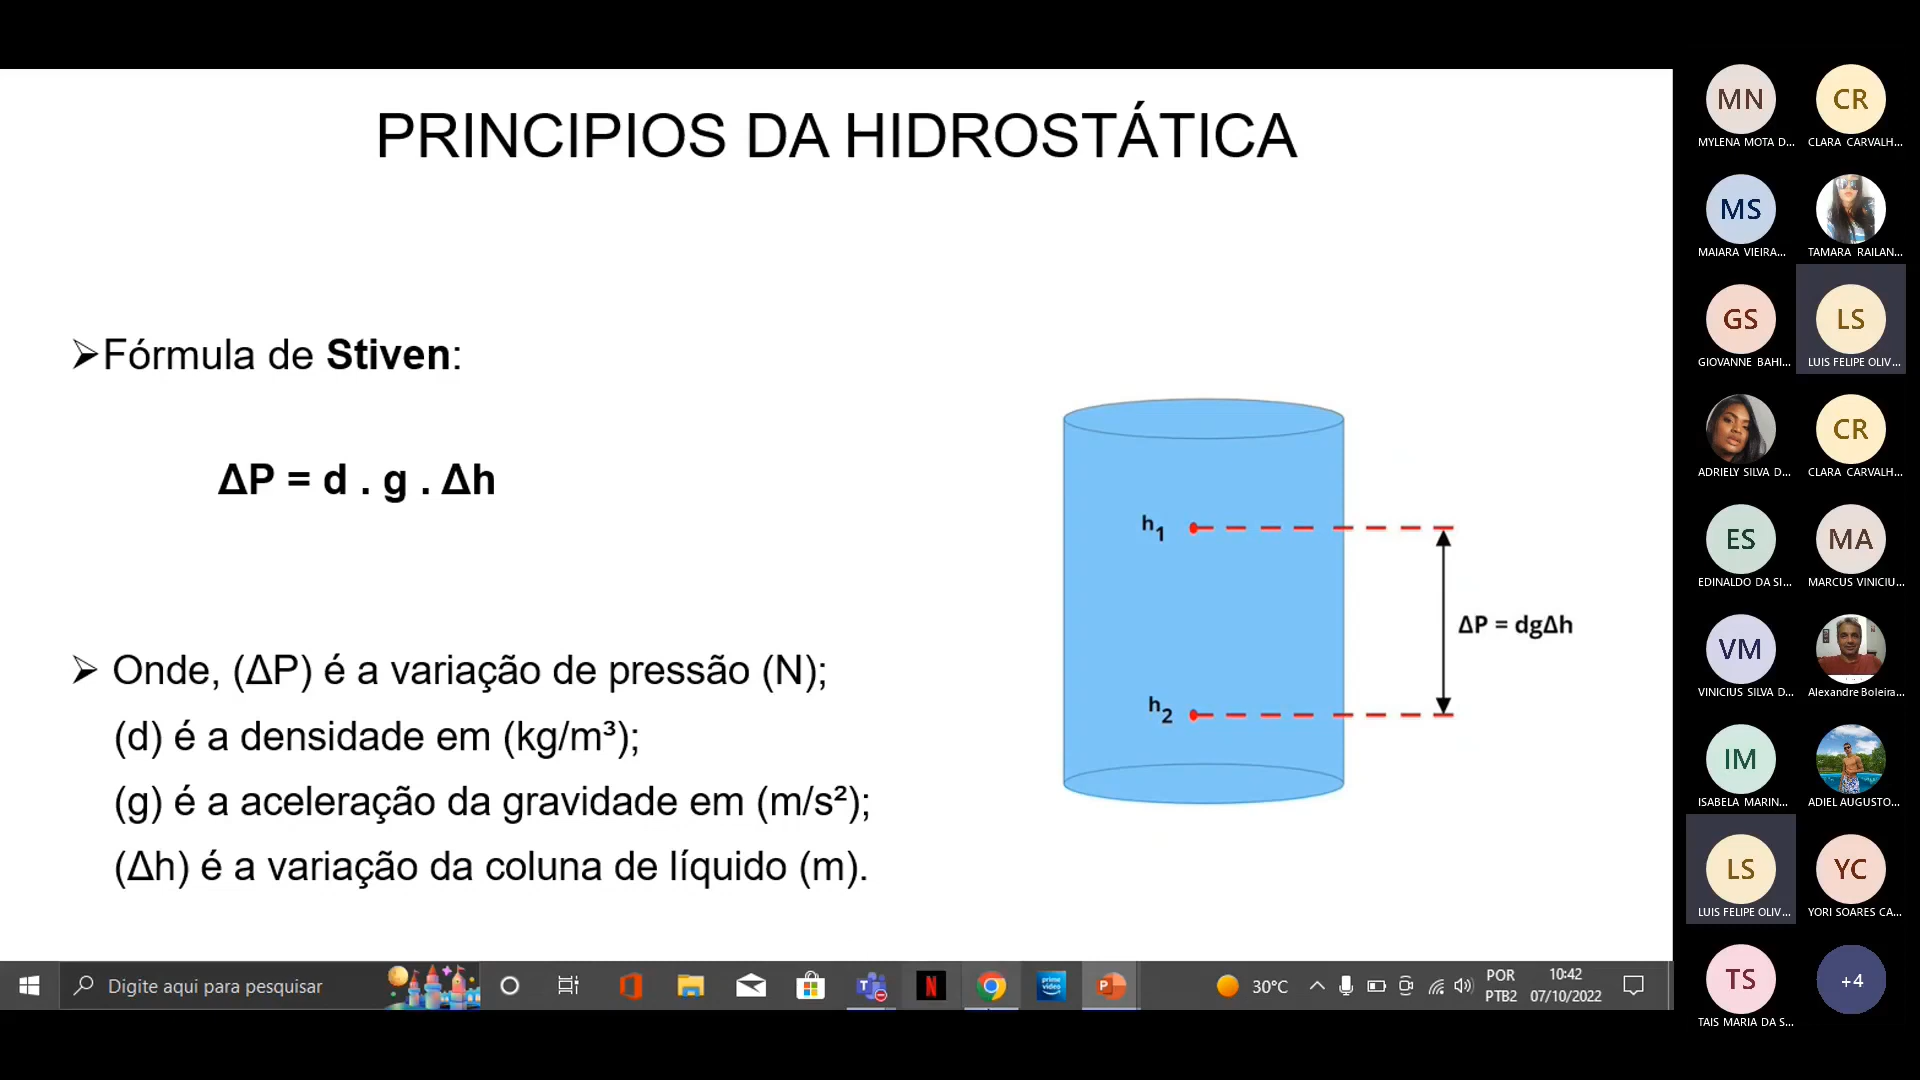 PRINCIPIOS DA HIDROSTÁTICA
➢Fórmula de Stiven:
ΔP = d . g . Δh
➢ Onde, (ΔP) é a variação de pressão (N);
(d) é a densidade em (kg/m³);
(g) é a aceleração da gravidade em (m/s²);
(Δh) é a variação da coluna de líquido (m).
h1
h2
ΔP = dgΔh
MN
MYLENA MOTA D...
CR
CLARA CARVALH...
MS
MAIARA VIEIRA...
TAMARA RAILAN...
GS
GIOVANNE BAHI...
LS
LUIS FELIPE OLIV...
ADRIELY SILVA D...
CR
CLARA CARVALH...
ES
EDINALDO DA SI...
MA
MARCUS VINICIU...
VM
VINICIUS SILVA D...
Alexandre Boleira...
IM
ISABELA MARIN...
ADIEL AUGUSTO...
LS
LUIS FELIPE OLIV...
YC
YORI SOARES CA...
TS
TAIS MARIA DA S...
+4
Digite aqui para pesquisar
30°C
POR
PTB2
10:42
07/10/2022
prime video